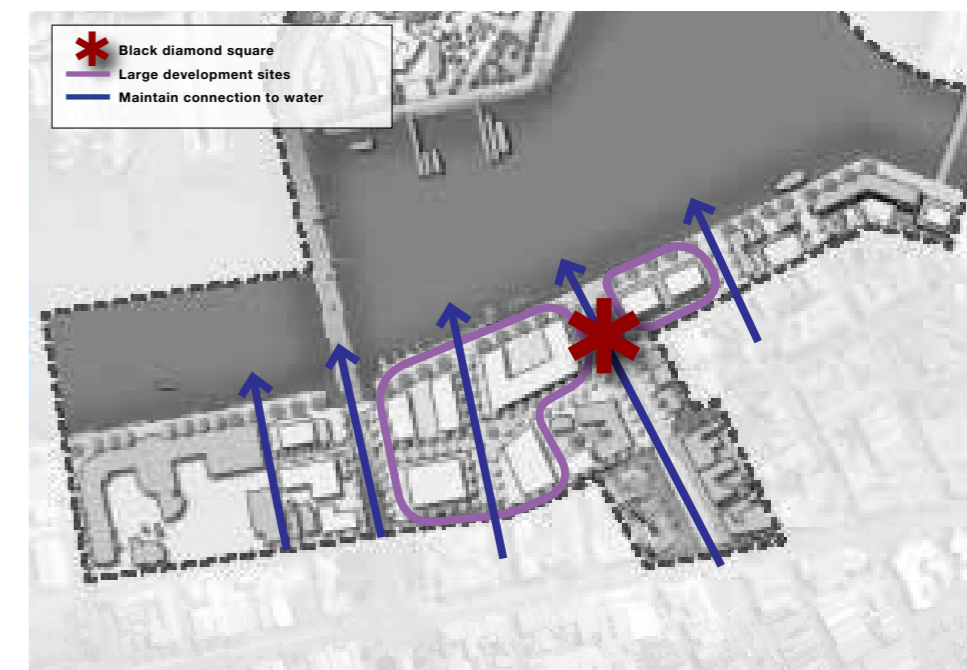 Black diamond square
Large development sites
Maintain connection to water